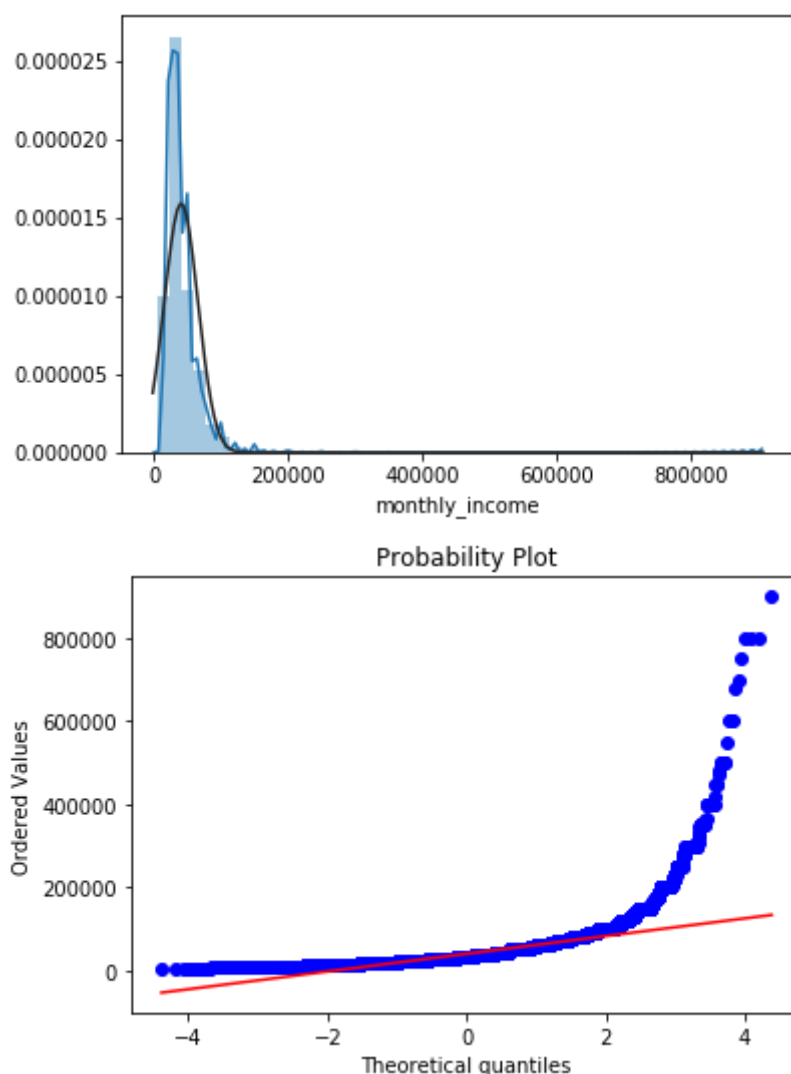 0.000025
0.000020
0.000015
0.000010
0.000005
0.000000
0 200000 400000 600000 800000
monthly_income
Probability Plot
800000
600000
400000
200000
0
Ordered Values
−4 −2 0 2 4
Theoretical quantiles